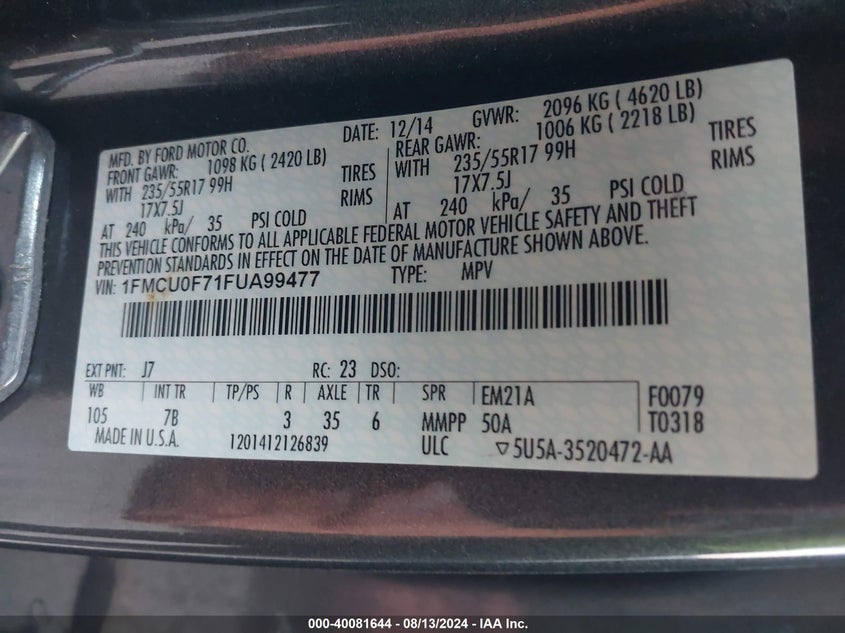 MFD. BY FORD MOTOR CO. DATE: 12/14 GVWR: 2096 KG ( 4620 LB)
FRONT GAWR: 1098 KG ( 2420 LB) REAR GAWR: 1006 KG ( 2218 LB)
WITH 235/55R17 99H TIRES WITH 235/55R17 99H TIRES
17X7.5J RIMS 17X7.5J RIMS
AT 240 kPa/ 35 PSI COLD AT 240 kPa/ 35 PSI COLD
THIS VEHICLE CONFORMS TO ALL APPLICABLE FEDERAL MOTOR VEHICLE SAFETY AND THEFT
PREVENTION STANDARDS IN EFFECT ON THE DATE OF MANUFACTURE SHOWN ABOVE.
VIN: 1FMCU0F71FUA99477 TYPE: MPV
EXT PNT: J7 RC: 23 DSO:
WB INT TR TP/PS R AXLE TR SPR EM21A F0079
105 7B 3 35 6 MMPP 50A T0318
MADE IN U.S.A. 1201412126839 ULC ▽5U5A-3520472-AA
000-40081644 - 08/13/2024 - IAA Inc.